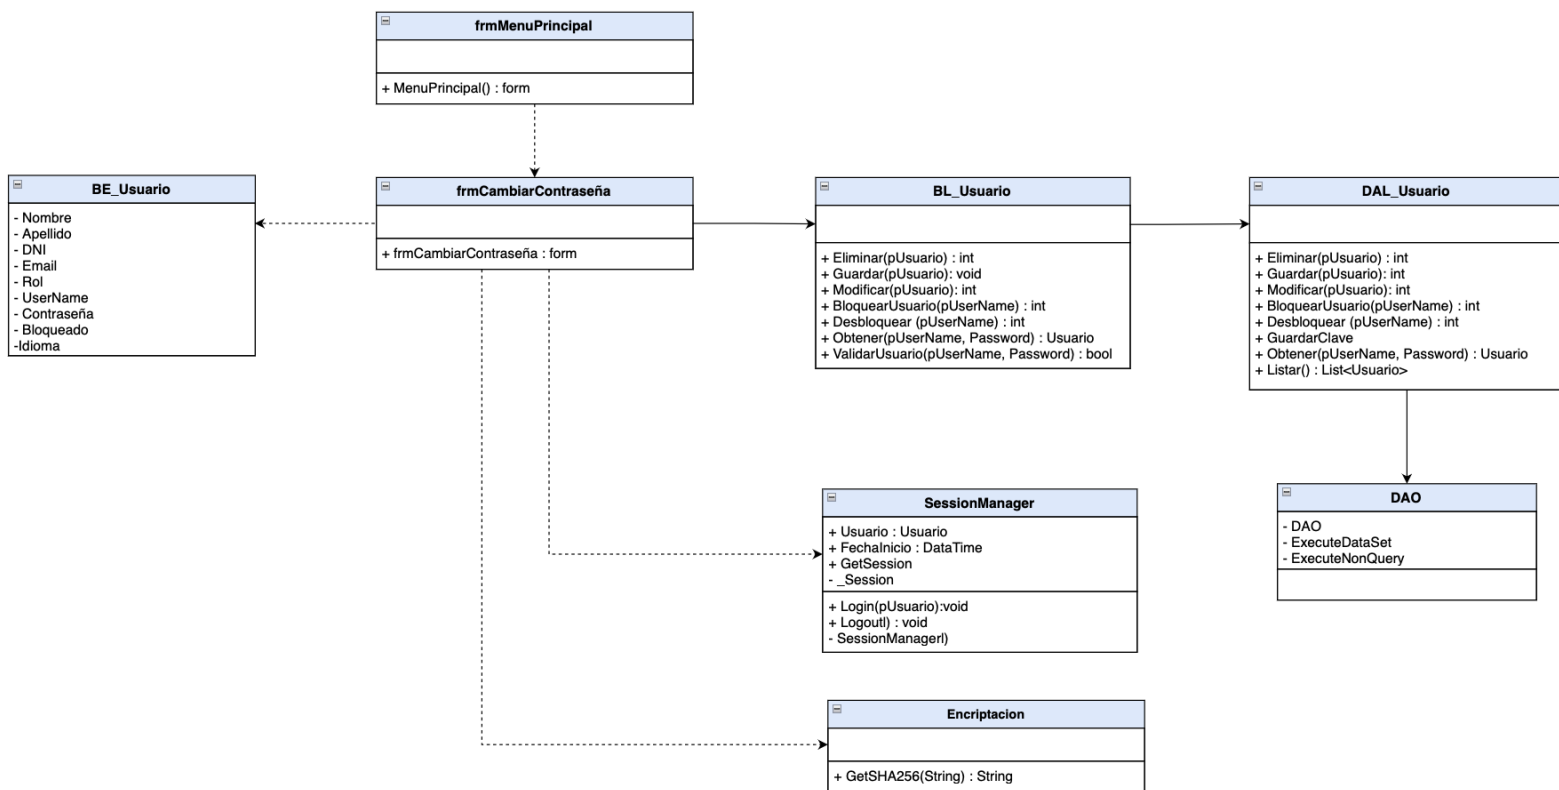 frmMenuPrincipal
+ MenuPrincipal() : form
BE_Usuario
- Nombre
- Apellido
- DNI
- Email
- Rol
- UserName
- Contraseña
- Bloqueado
-Idioma
frmCambiarContraseña
+ frmCambiarContraseña : form
BL_Usuario
+ Eliminar(pUsuario) : int
+ Guardar(pUsuario): void
+ Modificar(pUsuario): int
+ BloquearUsuario(pUserName) : int
+ Desbloquear (pUserName) : int
+ Obtener(pUserName, Password) : Usuario
+ ValidarUsuario(pUserName, Password) : bool
DAL_Usuario
+ Eliminar(pUsuario) : int
+ Guardar(pUsuario): int
+ Modificar(pUsuario): int
+ BloquearUsuario(pUserName) : int
+ Desbloquear (pUserName) : int
+ GuardarClave
+ Obtener(pUserName, Password) : Usuario
+ Listar() : List<Usuario>
SessionManager
+ Usuario : Usuario
+ FechaInicio : DataTime
+ GetSession
- _Session
+ Login(pUsuario):void
+ Logoutl) : void
- SessionManagerl)
DAO
- DAO
- ExecuteDataSet
- ExecuteNonQuery
Encriptacion
+ GetSHA256(String) : String